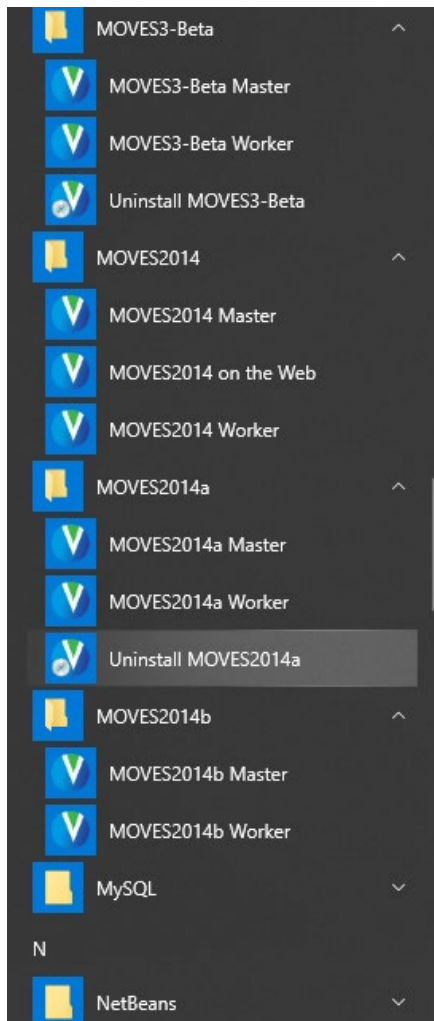 MOVES3-Beta
MOVES3-Beta Master
MOVES3-Beta Worker
Uninstall MOVES3-Beta
MOVES2014
MOVES2014 Master
MOVES2014 on the Web
MOVES2014 Worker
MOVES2014a
MOVES2014a Master
MOVES2014a Worker
Uninstall MOVES2014a
MOVES2014b
MOVES2014b Master
MOVES2014b Worker
MySQL
N
NetBeans